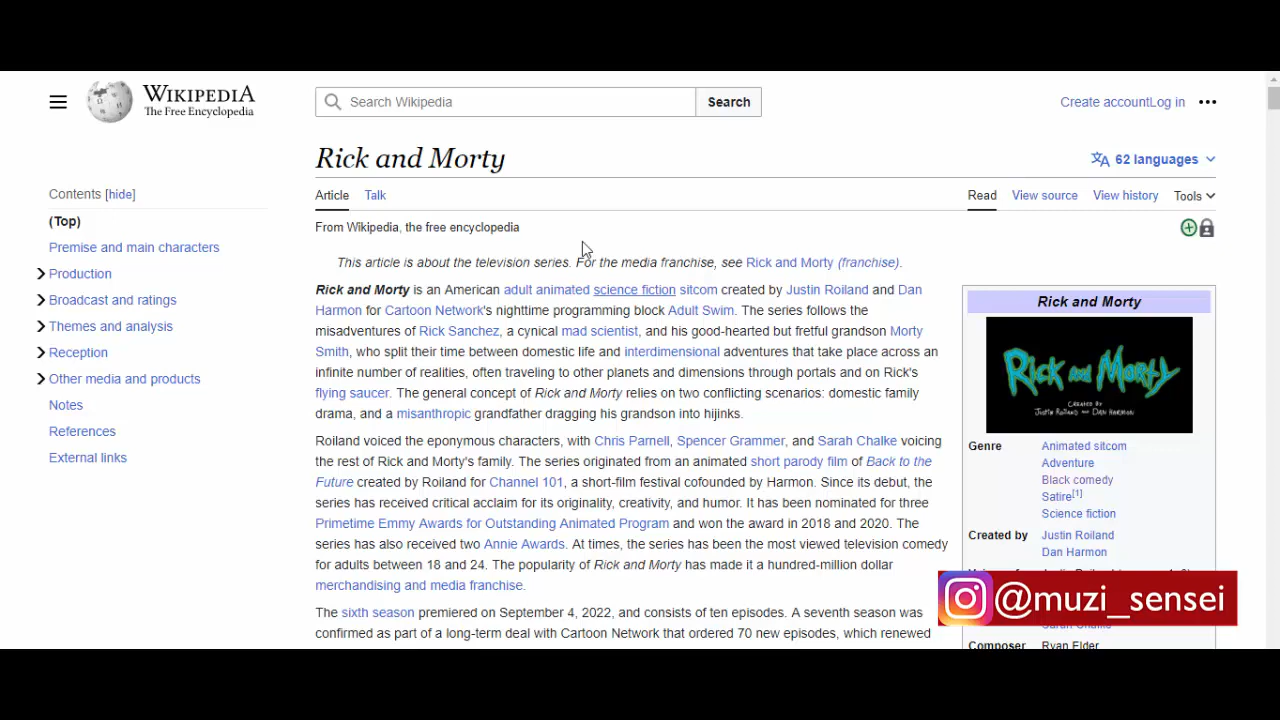 WIKIPEDIA
The Free Encyclopedia
Search Wikipedia
Search
Create account Log in
Rick and Morty
62 languages
Contents [hide]
(Top)
Premise and main characters
Production
Broadcast and ratings
Themes and analysis
Reception
Other media and products
Notes
References
External links
Article Talk
Read View source View history Tools
From Wikipedia, the free encyclopedia
This article is about the television series. For the media franchise, see Rick and Morty (franchise).
Rick and Morty is an American adult animated science fiction sitcom created by Justin Roiland and Dan
Harmon for Cartoon Network's nighttime programming block Adult Swim. The series follows the
misadventures of Rick Sanchez, a cynical mad scientist, and his good-hearted but fretful grandson Morty
Smith, who split their time between domestic life and interdimensional adventures that take place across an
infinite number of realities, often traveling to other planets and dimensions through portals and on Rick's
flying saucer. The general concept of Rick and Morty relies on two conflicting scenarios: domestic family
drama, and a misanthropic grandfather dragging his grandson into hijinks.
Roiland voiced the eponymous characters, with Chris Parnell, Spencer Grammer, and Sarah Chalke voicing
the rest of Rick and Morty's family. The series originated from an animated short parody film of Back to the
Future created by Roiland for Channel 101, a short-film festival cofounded by Harmon. Since its debut, the
series has received critical acclaim for its originality, creativity, and humor. It has been nominated for three
Primetime Emmy Awards for Outstanding Animated Program and won the award in 2018 and 2020. The
series has also received two Annie Awards. At times, the series has been the most viewed television comedy
for adults between 18 and 24. The popularity of Rick and Morty has made it a hundred-million dollar
merchandising and media franchise.
The sixth season premiered on September 4, 2022, and consists of ten episodes. A seventh season was
confirmed as part of a long-term deal with Cartoon Network that ordered 70 new episodes, which renewed
Rick and Morty
RICK AND MORTY
CREATED BY
JUSTIN ROILAND AND DAN HARMON
Genre Animated sitcom
Adventure
Black comedy
Satire[1]
Science fiction
Created by Justin Roiland
Dan Harmon
@muzi_sensei
Composer Ryan Elder